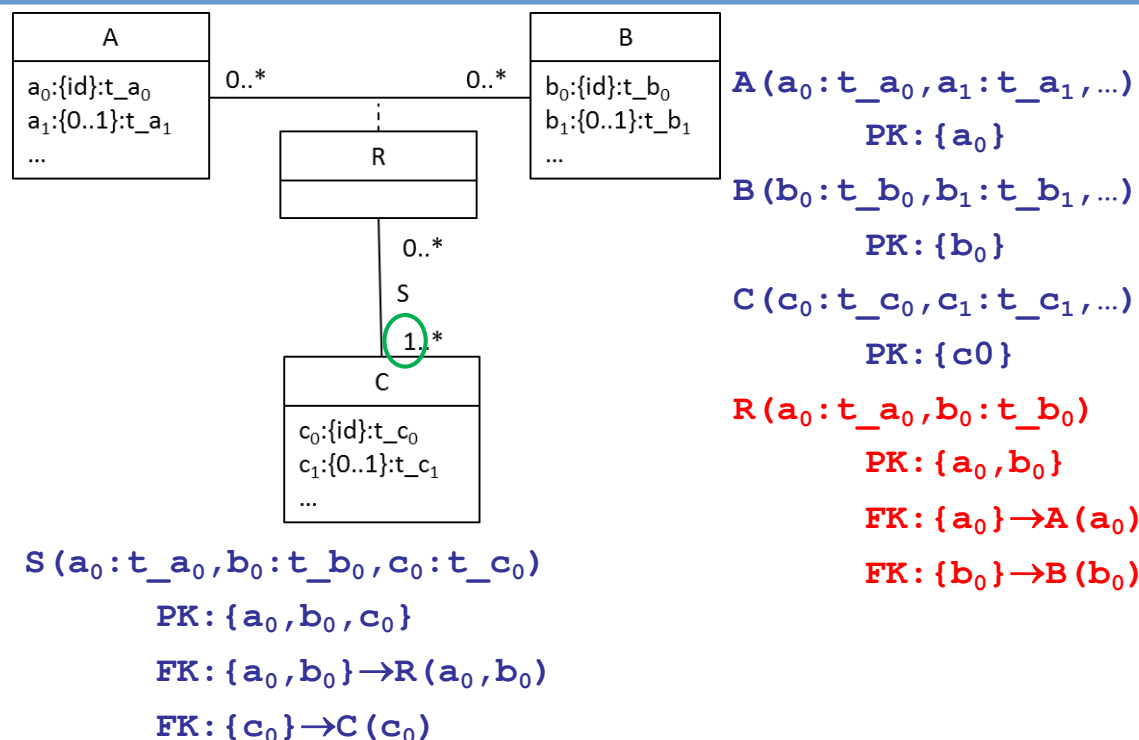 A
a₀:{id}:t_a₀
a₁:{0..1}:t_a₁
...
0..*
0..*
B
b₀:{id}:t_b₀
b₁:{0..1}:t_b₁
...
R
0..*
S
1..*
C
c₀:{id}:t_c₀
c₁:{0..1}:t_c₁
...
A(a₀:t_a₀,a₁:t_a₁,…)
PK:{a₀}
B(b₀:t_b₀,b₁:t_b₁,…)
PK:{b₀}
C(c₀:t_c₀,c₁:t_c₁,…)
PK:{c0}
R(a₀:t_a₀,b₀:t_b₀)
PK:{a₀,b₀}
FK:{a₀}→A(a₀)
FK:{b₀}→B(b₀)
S(a₀:t_a₀,b₀:t_b₀,c₀:t_c₀)
PK:{a₀,b₀,c₀}
FK:{a₀,b₀}→R(a₀,b₀)
FK:{c₀}→C(c₀)